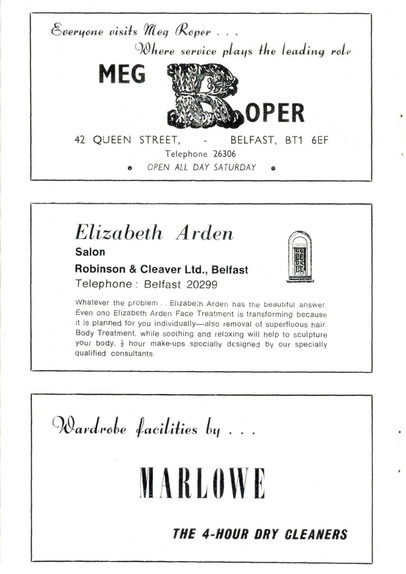 Everyone visits Meg Roper . . .
Where service plays the leading role
MEG ROPER
42 QUEEN STREET, - BELFAST, BT1 6EF
Telephone 26306
• OPEN ALL DAY SATURDAY •
Elizabeth Arden
Salon
Robinson & Cleaver Ltd., Belfast
Telephone : Belfast 20299
Whatever the problem . . Elizabeth Arden has the beautiful answer.
Even one Elizabeth Arden Face Treatment is transforming because
it is planned for you individually—also removal of superfluous hair.
Body Treatment, while soothing and relaxing will help to sculpture
your body. ½ hour make-ups specially designed by our specially
qualified consultants.
Wardrobe facilities by . . .
MARLOWE
THE 4-HOUR DRY CLEANERS